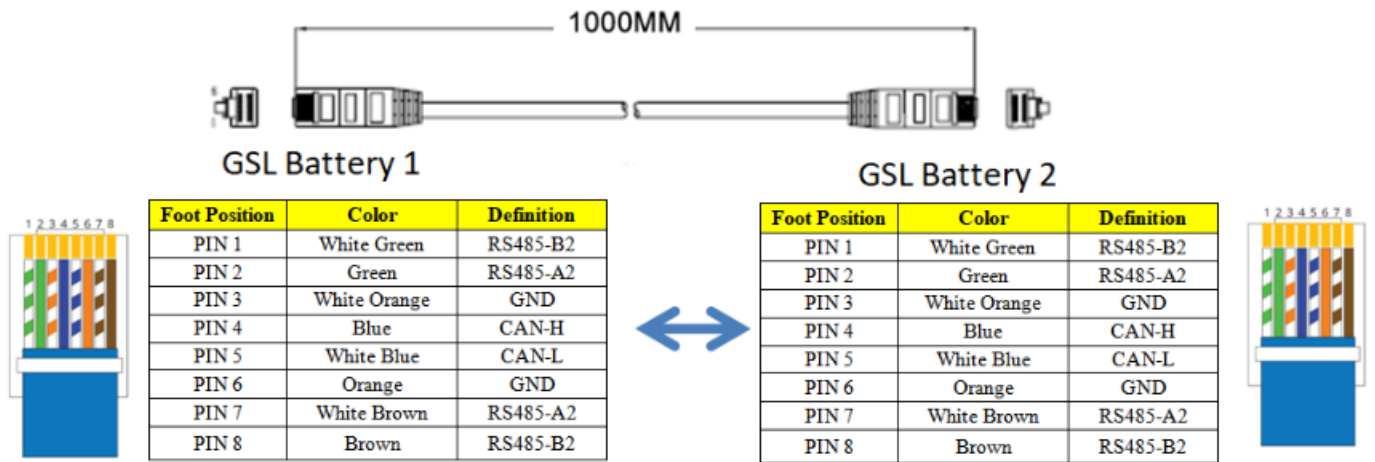 1000MM
GSL Battery 1
GSL Battery 2
1 2 3 4 5 6 7 8
Foot Position Color Definition
PIN 1 White Green RS485-B2
PIN 2 Green RS485-A2
PIN 3 White Orange GND
PIN 4 Blue CAN-H
PIN 5 White Blue CAN-L
PIN 6 Orange GND
PIN 7 White Brown RS485-A2
PIN 8 Brown RS485-B2
Foot Position Color Definition
PIN 1 White Green RS485-B2
PIN 2 Green RS485-A2
PIN 3 White Orange GND
PIN 4 Blue CAN-H
PIN 5 White Blue CAN-L
PIN 6 Orange GND
PIN 7 White Brown RS485-A2
PIN 8 Brown RS485-B2
1 2 3 4 5 6 7 8